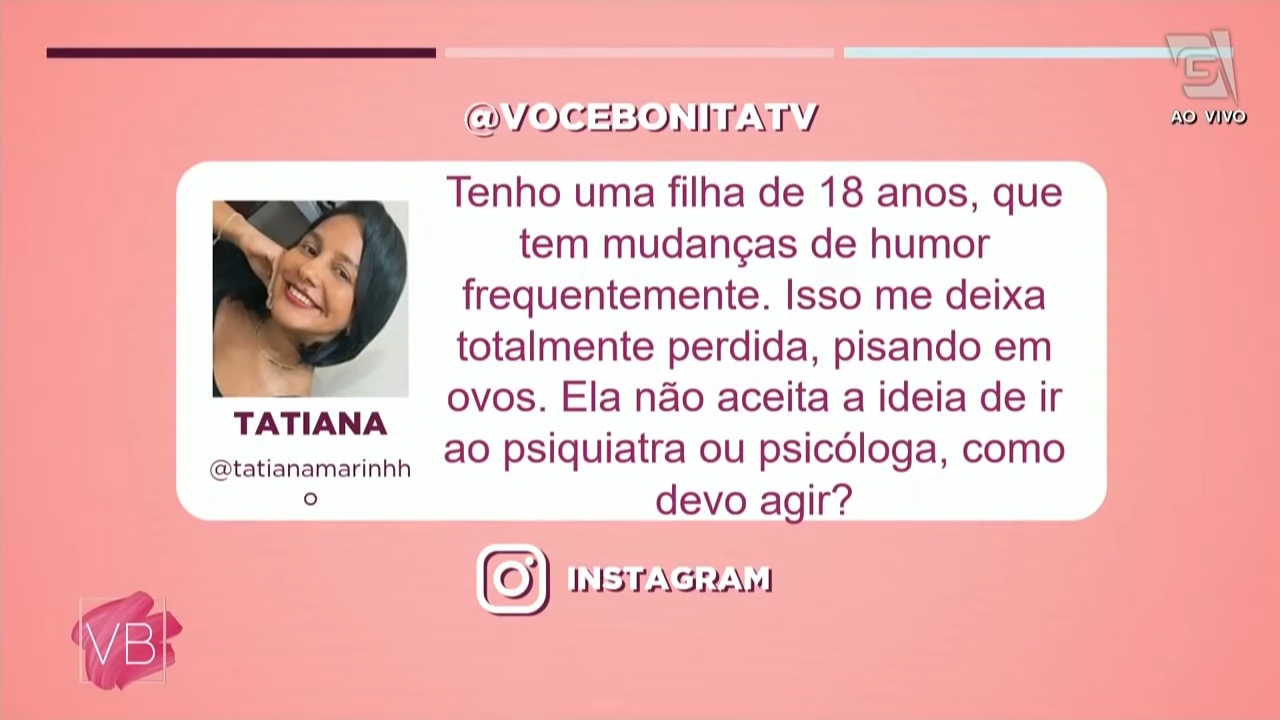 @VOCEBONITATV
AO VIVO
Tenho uma filha de 18 anos, que
tem mudanças de humor
frequentemente. Isso me deixa
totalmente perdida, pisando em
ovos. Ela não aceita a ideia de ir
ao psiquiatra ou psicóloga, como
devo agir?
TATIANA
@tatianamarinhh
o
INSTAGRAM
VB